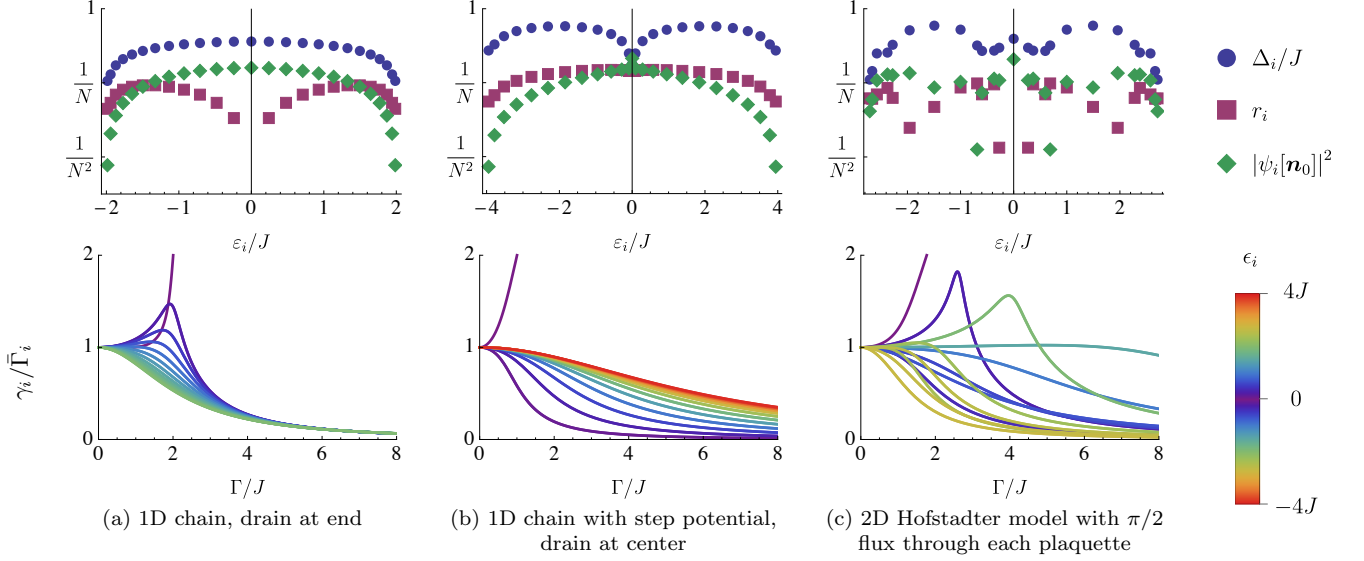 1
1/N
1/N²
−2 −1 0 1 2
εᵢ/J
1
1/N
1/N²
−4 −2 0 2 4
εᵢ/J
1
1/N
1/N²
−2 −1 0 1 2
εᵢ/J
Δᵢ/J
rᵢ
|ψᵢ[n₀]|²
γᵢ/Γ̄ᵢ
2
1
0
0 2 4 6 8
Γ/J
2
1
0
0 2 4 6 8
Γ/J
2
1
0
0 2 4 6 8
Γ/J
ϵᵢ
4J
0
−4J
(a) 1D chain, drain at end
(b) 1D chain with step potential,
drain at center
(c) 2D Hofstadter model with π/2
flux through each plaquette